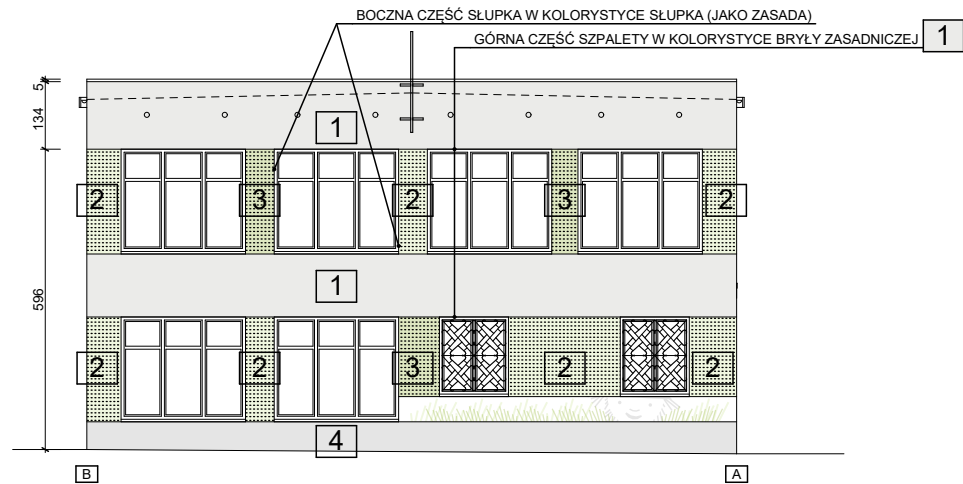 BOCZNA CZĘŚĆ SŁUPKA W KOLORYSTYCE SŁUPKA (JAKO ZASADA)
GÓRNA CZĘŚĆ SZPALETY W KOLORYSTYCE BRYŁY ZASADNICZEJ 1
5
134
1
2 3 2 3 2
1
596
2 2 3 2 2
4
B A